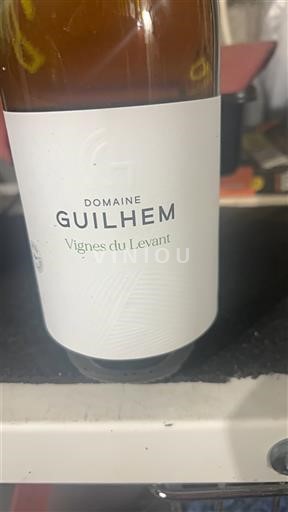 DOMAINE
GUILHEM
Vignes du Levant
VINIOU